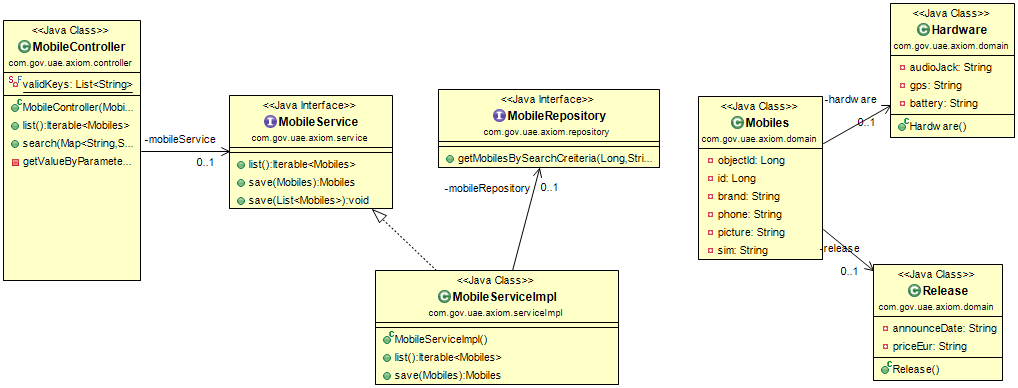 <<Java Class>>
MobileController
com.gov.uae.axiom.controller
validKeys: List<String>
MobileController(Mobi...
list():Iterable<Mobiles>
search(Map<String,S...
getValueByParamete...
-mobileService
0..1
<<Java Interface>>
MobileService
com.gov.uae.axiom.service
list():Iterable<Mobiles>
save(Mobiles):Mobiles
save(List<Mobiles>):void
<<Java Interface>>
MobileRepository
com.gov.uae.axiom.repository
getMobilesBySearchCreiteria(Long,Stri...
-mobileRepository
0..1
<<Java Class>>
MobileServiceImpl
com.gov.uae.axiom.serviceImpl
MobileServiceImpl()
list():Iterable<Mobiles>
save(Mobiles):Mobiles
<<Java Class>>
Mobiles
com.gov.uae.axiom.domain
objectId: Long
id: Long
brand: String
phone: String
picture: String
sim: String
-hardware
0..1
<<Java Class>>
Hardware
com.gov.uae.axiom.domain
audioJack: String
gps: String
battery: String
Hardware()
-release
0..1
<<Java Class>>
Release
com.gov.uae.axiom.domain
announceDate: String
priceEur: String
Release()